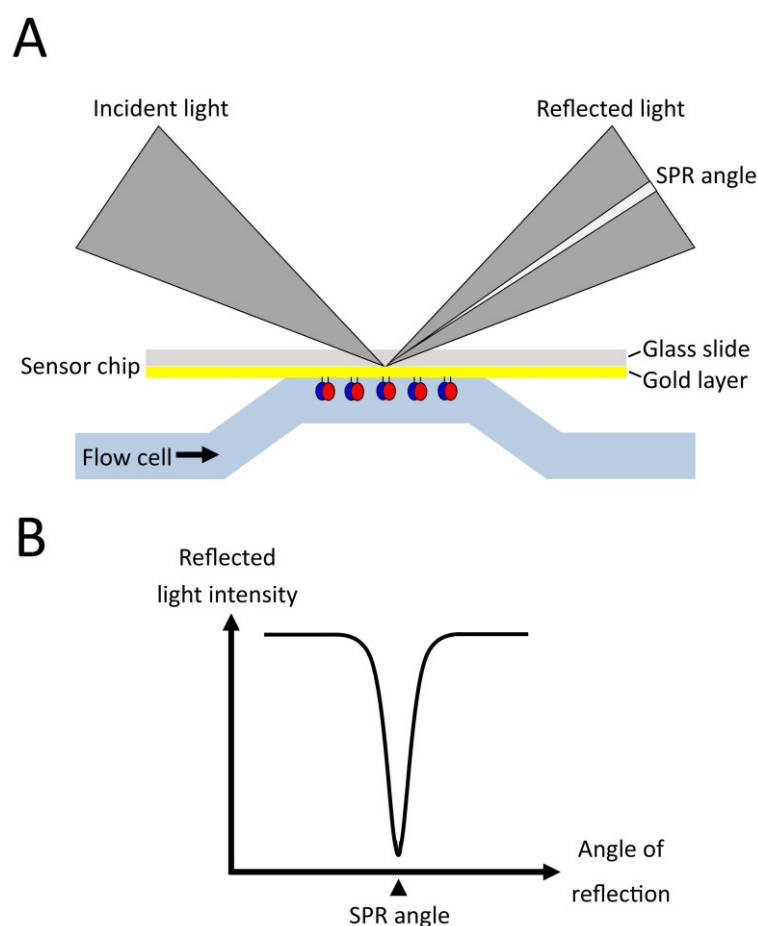 A
Incident light
Reflected light
SPR angle
Glass slide
Sensor chip
Gold layer
Flow cell
B
Reflected
light intensity
Angle of
reflection
SPR angle